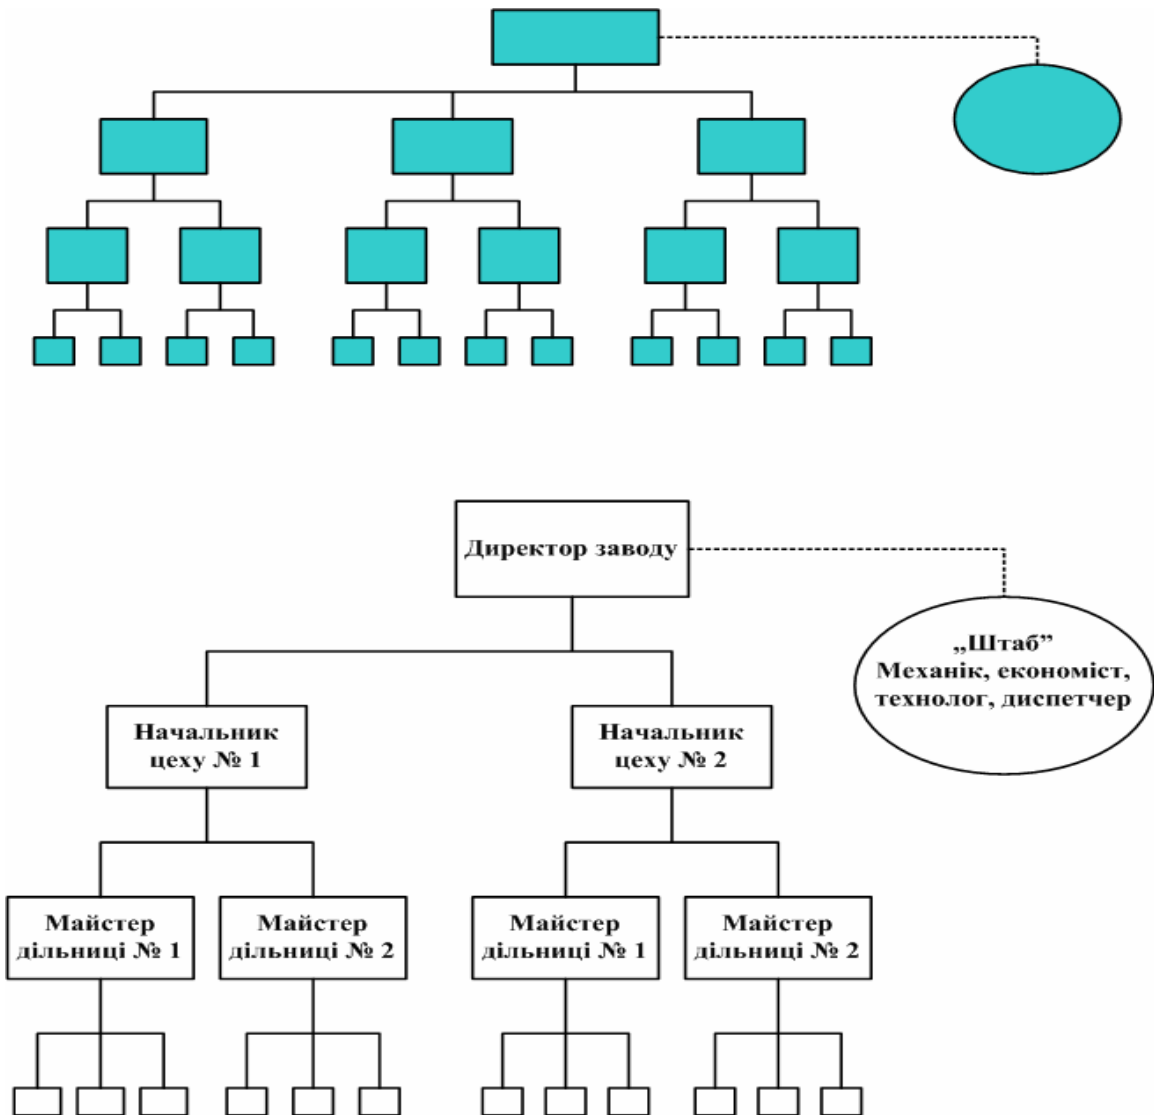 Директор заводу
„Штаб”
Механік, економіст,
технолог, диспетчер
Начальник
цеху № 1
Начальник
цеху № 2
Майстер
дільниці № 1
Майстер
дільниці № 2
Майстер
дільниці № 1
Майстер
дільниці № 2